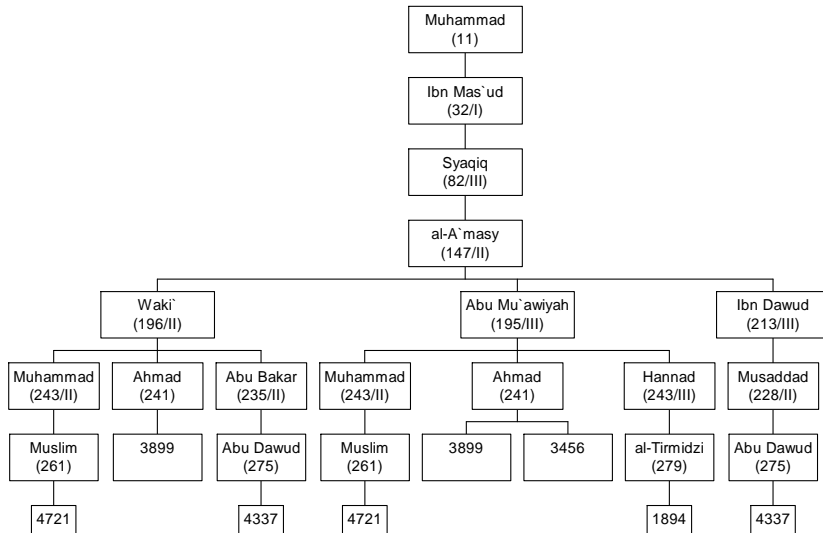 Muhammad
(11)
Ibn Mas`ud
(32/I)
Syaqiq
(82/III)
al-A`masy
(147/II)
Waki`
(196/II)
Abu Mu`awiyah
(195/III)
Ibn Dawud
(213/III)
Muhammad
(243/II)
Ahmad
(241)
Abu Bakar
(235/II)
Muhammad
(243/II)
Ahmad
(241)
Hannad
(243/III)
Musaddad
(228/II)
Muslim
(261)
3899
Abu Dawud
(275)
Muslim
(261)
3899
3456
al-Tirmidzi
(279)
Abu Dawud
(275)
4721
4337
4721
1894
4337